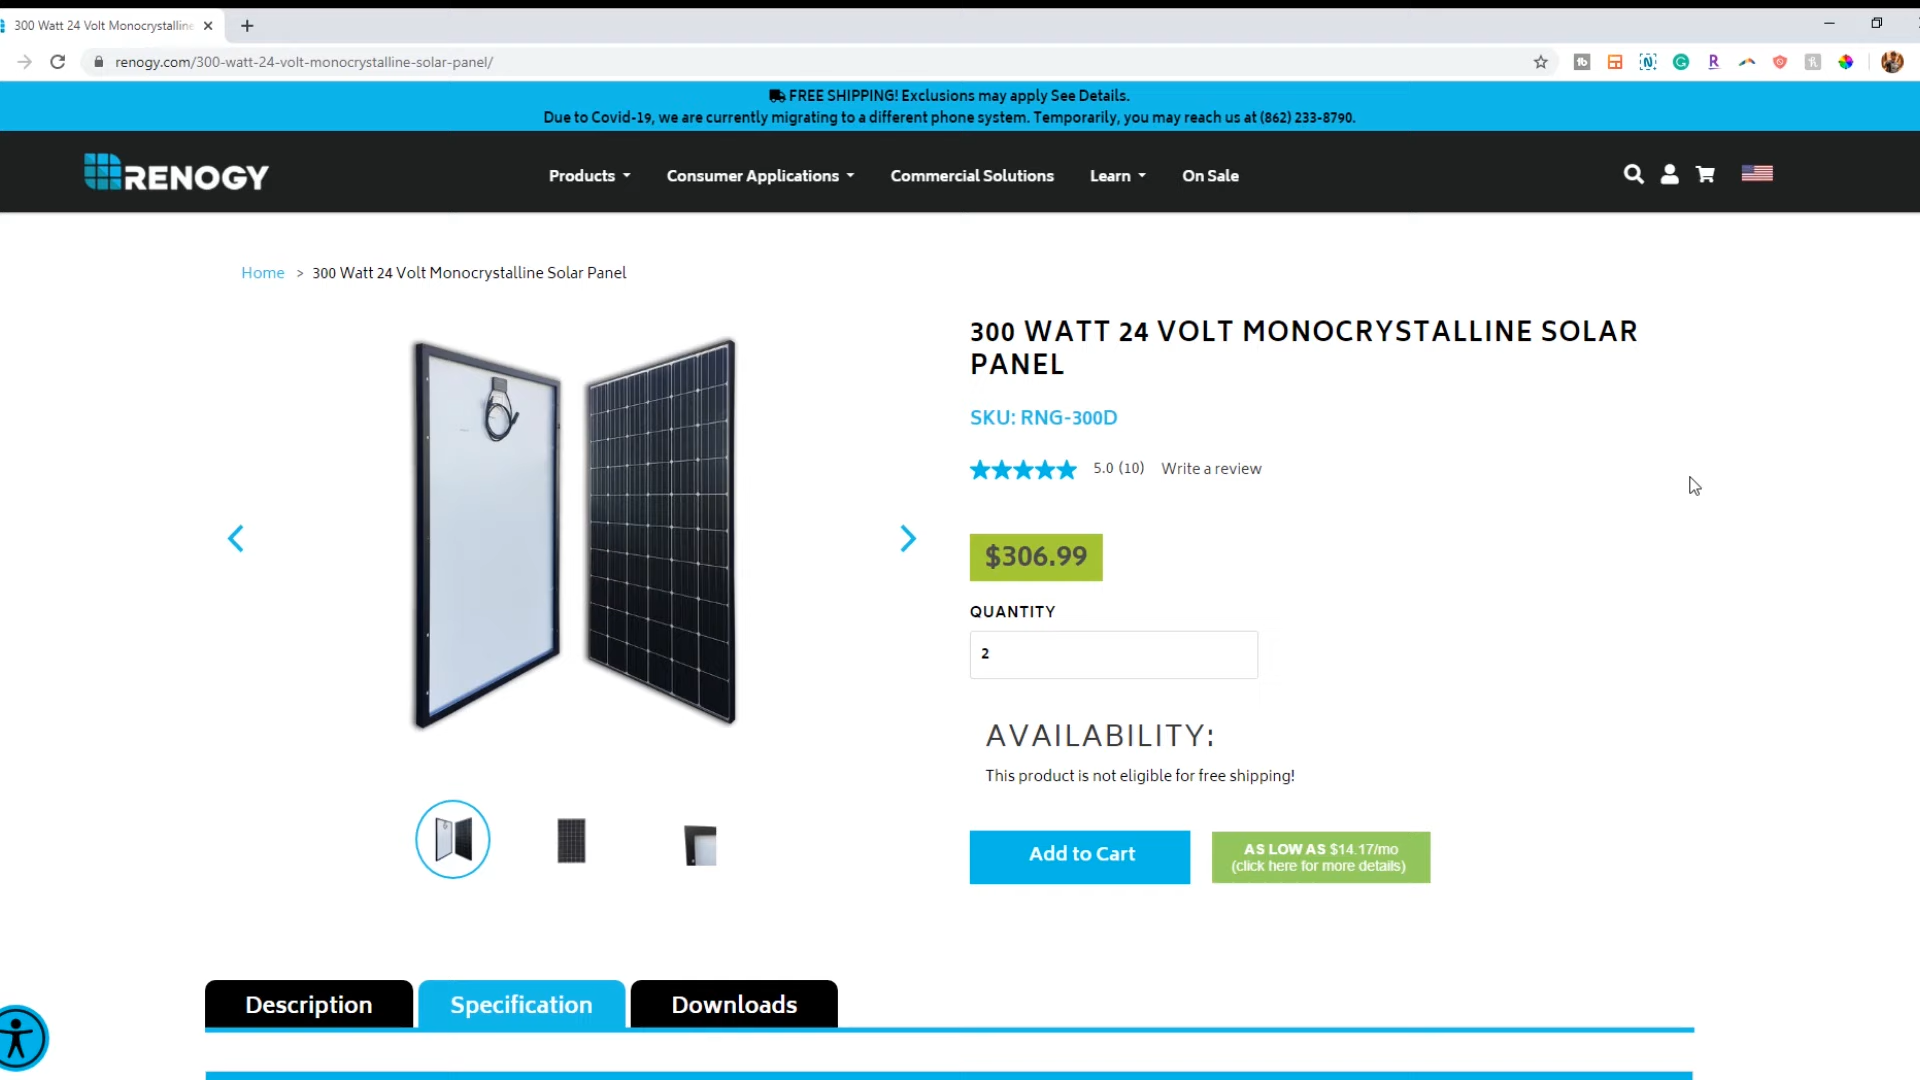 300 Watt 24 Volt Monocrystalline
renogy.com/300-watt-24-volt-monocrystalline-solar-panel/
FREE SHIPPING! Exclusions may apply See Details.
Due to Covid-19, we are currently migrating to a different phone system. Temporarily, you may reach us at (862) 233-8790.
RENOGY
Products
Consumer Applications
Commercial Solutions
Learn
On Sale
Home > 300 Watt 24 Volt Monocrystalline Solar Panel
300 WATT 24 VOLT MONOCRYSTALLINE SOLAR
PANEL
SKU: RNG-300D
5.0 (10) Write a review
$306.99
QUANTITY
2
AVAILABILITY:
This product is not eligible for free shipping!
Add to Cart
AS LOW AS $14.17/mo
(click here for more details)
Description
Specification
Downloads